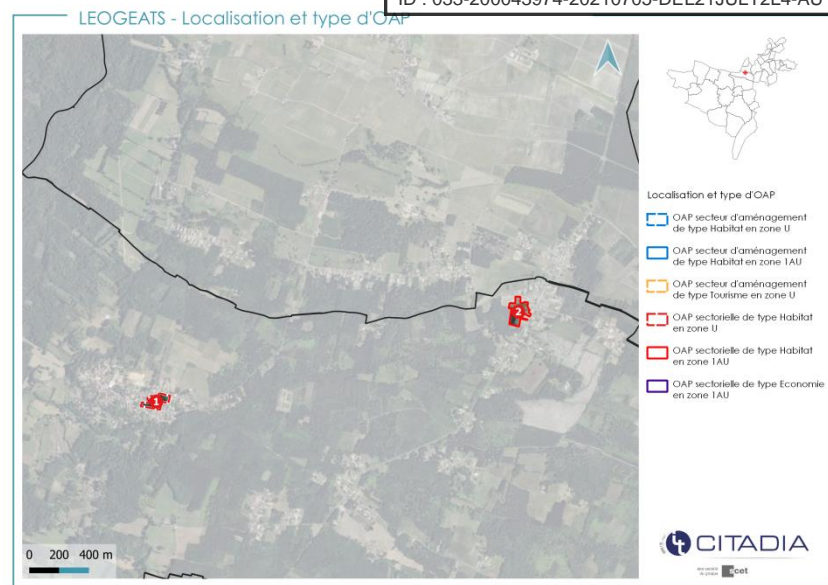 LEOGEATS - Localisation et type d'OAP
1
2
0 200 400 m
Localisation et type d'OAP
OAP secteur d'aménagement
de type Habitat en zone U
OAP secteur d'aménagement
de type Habitat en zone 1AU
OAP secteur d'aménagement
de type Tourisme en zone U
OAP sectorielle de type Habitat
en zone U
OAP sectorielle de type Habitat
en zone 1AU
OAP sectorielle de type Economie
en zone 1AU
CITADIA